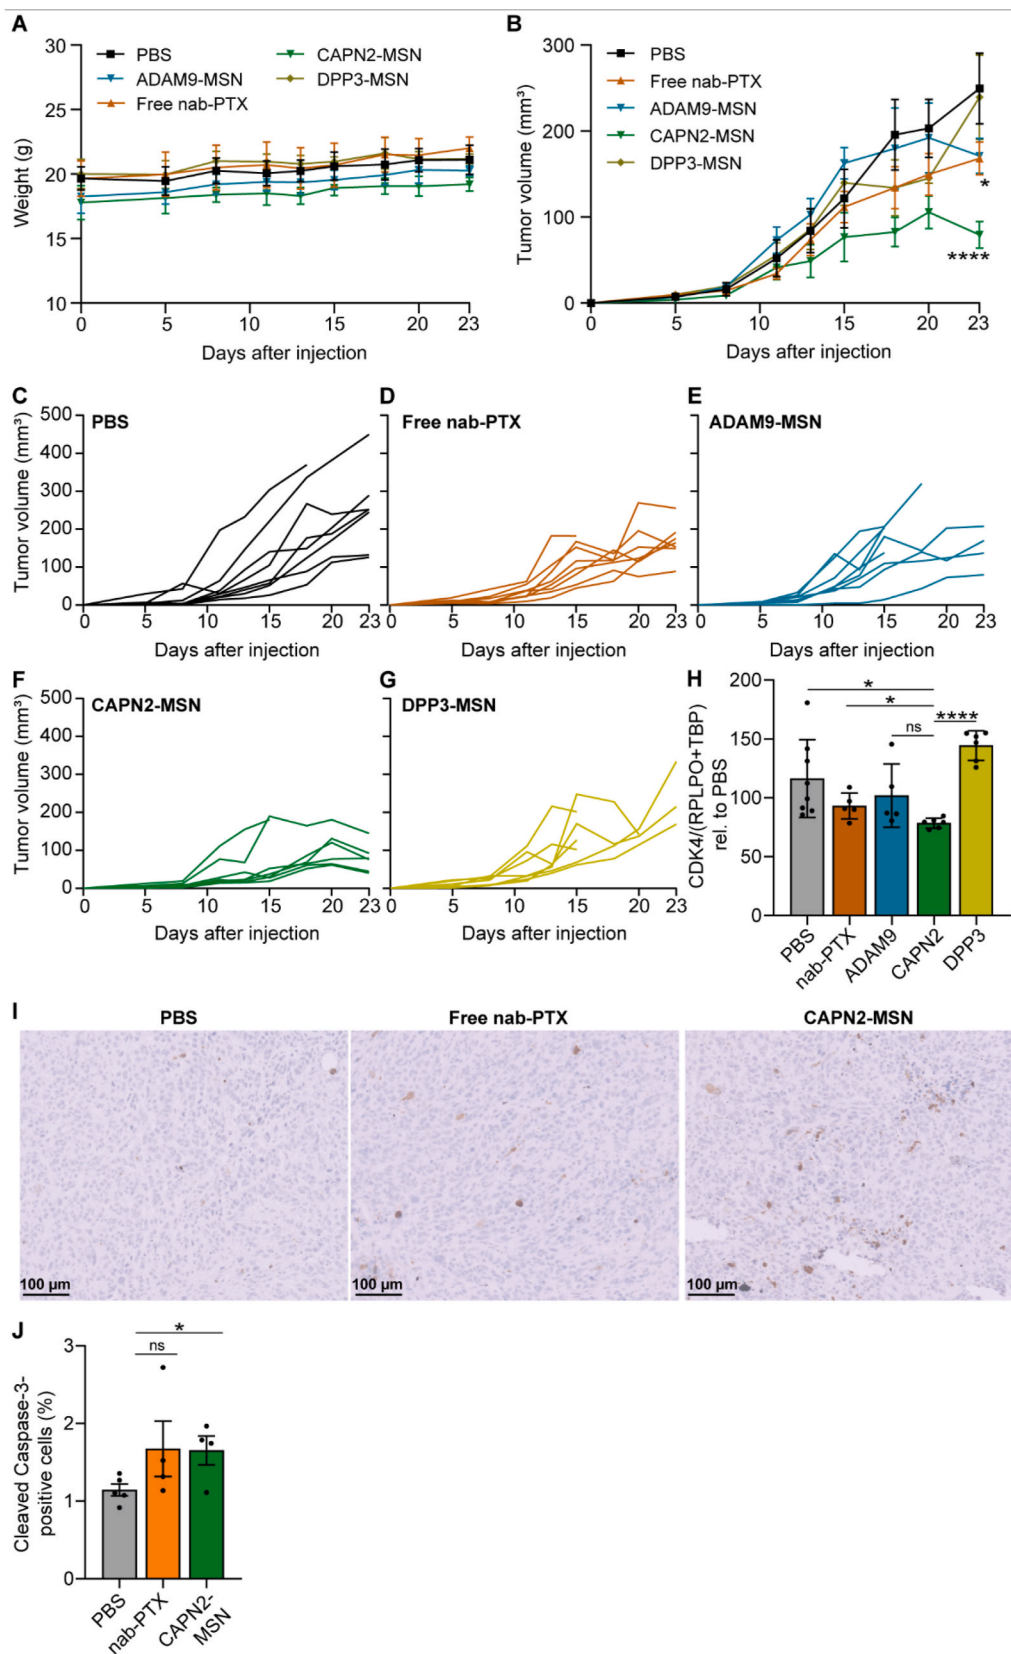 A
30
25
20
15
10
Weight (g)
PBS
ADAM9-MSN
Free nab-PTX
CAPN2-MSN
DPP3-MSN
0 5 10 15 20 23
Days after injection
B
300
200
100
0
Tumor volume (mm³)
PBS
Free nab-PTX
ADAM9-MSN
CAPN2-MSN
DPP3-MSN
*
****
0 5 10 15 20 23
Days after injection
C
PBS
500
400
300
200
100
0
Tumor volume (mm³)
0 5 10 15 20 23
Days after injection
D
Free nab-PTX
0 5 10 15 20 23
Days after injection
E
ADAM9-MSN
0 5 10 15 20 23
Days after injection
F
CAPN2-MSN
500
400
300
200
100
0
Tumor volume (mm³)
0 5 10 15 20 23
Days after injection
G
DPP3-MSN
0 5 10 15 20 23
Days after injection
H
200
150
100
50
0
CDK4/(RPLPO+TBP)
rel. to PBS
*
*
ns
****
PBS
nab-PTX
ADAM9
CAPN2
DPP3
I
PBS
Free nab-PTX
CAPN2-MSN
100 µm
100 µm
100 µm
J
3
2
1
0
Cleaved Caspase-3-
positive cells (%)
*
ns
PBS
nab-PTX
CAPN2-
MSN